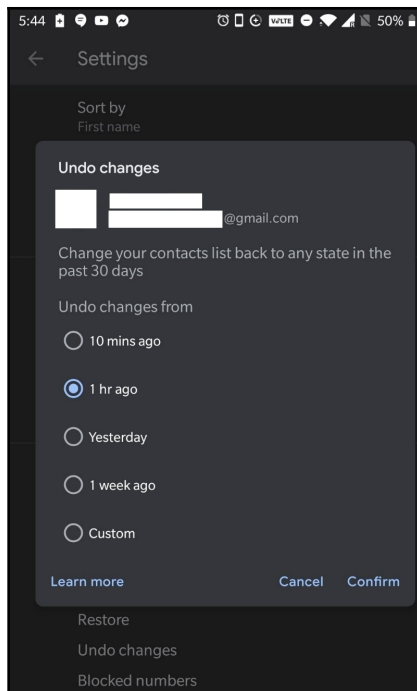 5:44
VoLTE
R
50%
Settings
Sort by
First name
Undo changes
@gmail.com
Change your contacts list back to any state in the
past 30 days
Undo changes from
10 mins ago
1 hr ago
Yesterday
1 week ago
Custom
Learn more
Cancel
Confirm
Restore
Undo changes
Blocked numbers